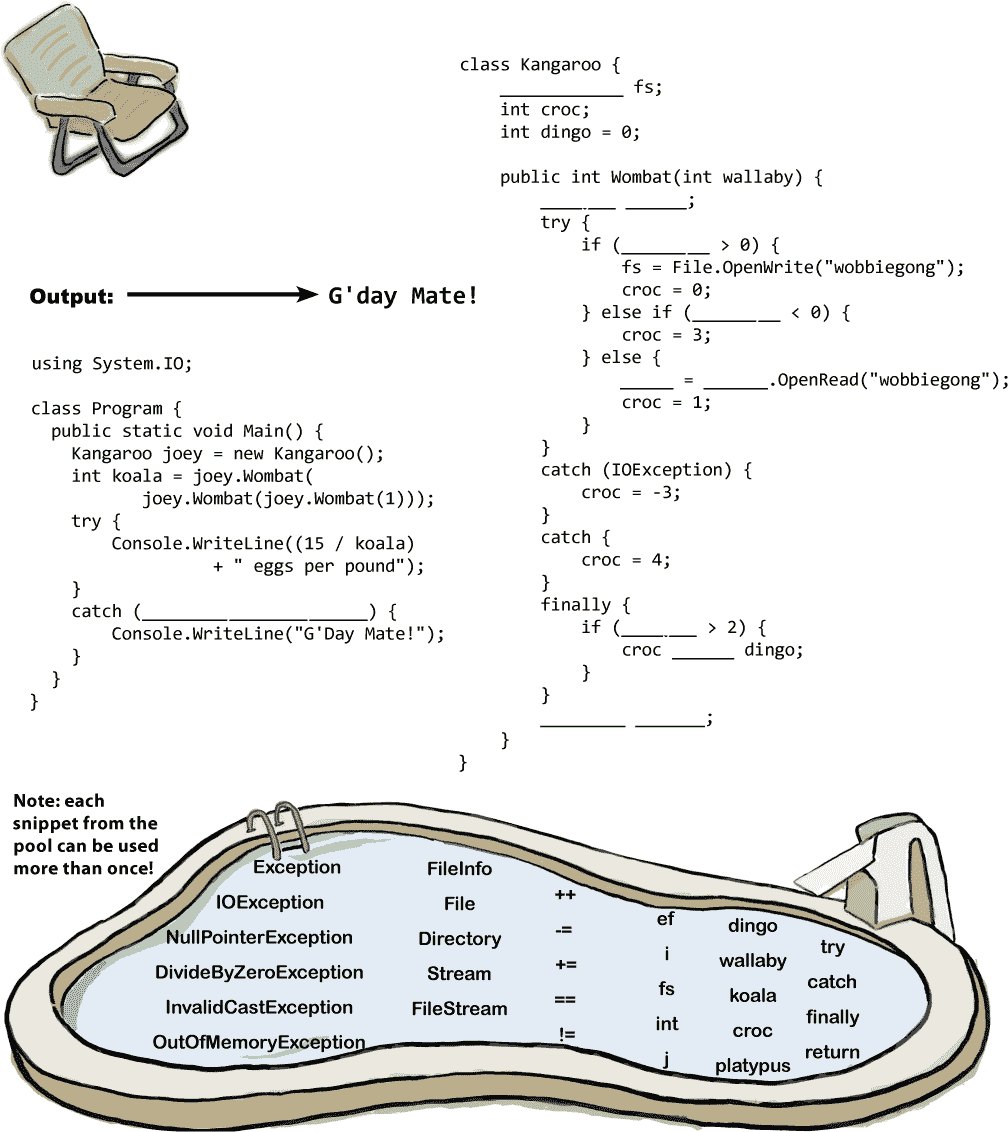 Output: G'day Mate!
using System.IO;
class Program {
public static void Main() {
Kangaroo joey = new Kangaroo();
int koala = joey.Wombat(
joey.Wombat(joey.Wombat(1)));
try {
Console.WriteLine((15 / koala)
+ " eggs per pound");
}
catch (_______________________) {
Console.WriteLine("G'Day Mate!");
}
}
}
class Kangaroo {
____________ fs;
int croc;
int dingo = 0;
public int Wombat(int wallaby) {
_______ ______;
try {
if (_________ > 0) {
fs = File.OpenWrite("wobbiegong");
croc = 0;
} else if (_________ < 0) {
croc = 3;
} else {
_____ = ______.OpenRead("wobbiegong");
croc = 1;
}
}
catch (IOException) {
croc = -3;
}
catch {
croc = 4;
}
finally {
if (_______ > 2) {
croc ______ dingo;
}
}
________ _______;
}
}
Note: each
snippet from the
pool can be used
more than once!
Exception
IOException
NullPointerException
DivideByZeroException
InvalidCastException
OutOfMemoryException
FileInfo
File
Directory
Stream
FileStream
++
-=
+=
==
!=
ef
i
fs
int
j
dingo
wallaby
koala
croc
platypus
try
catch
finally
return